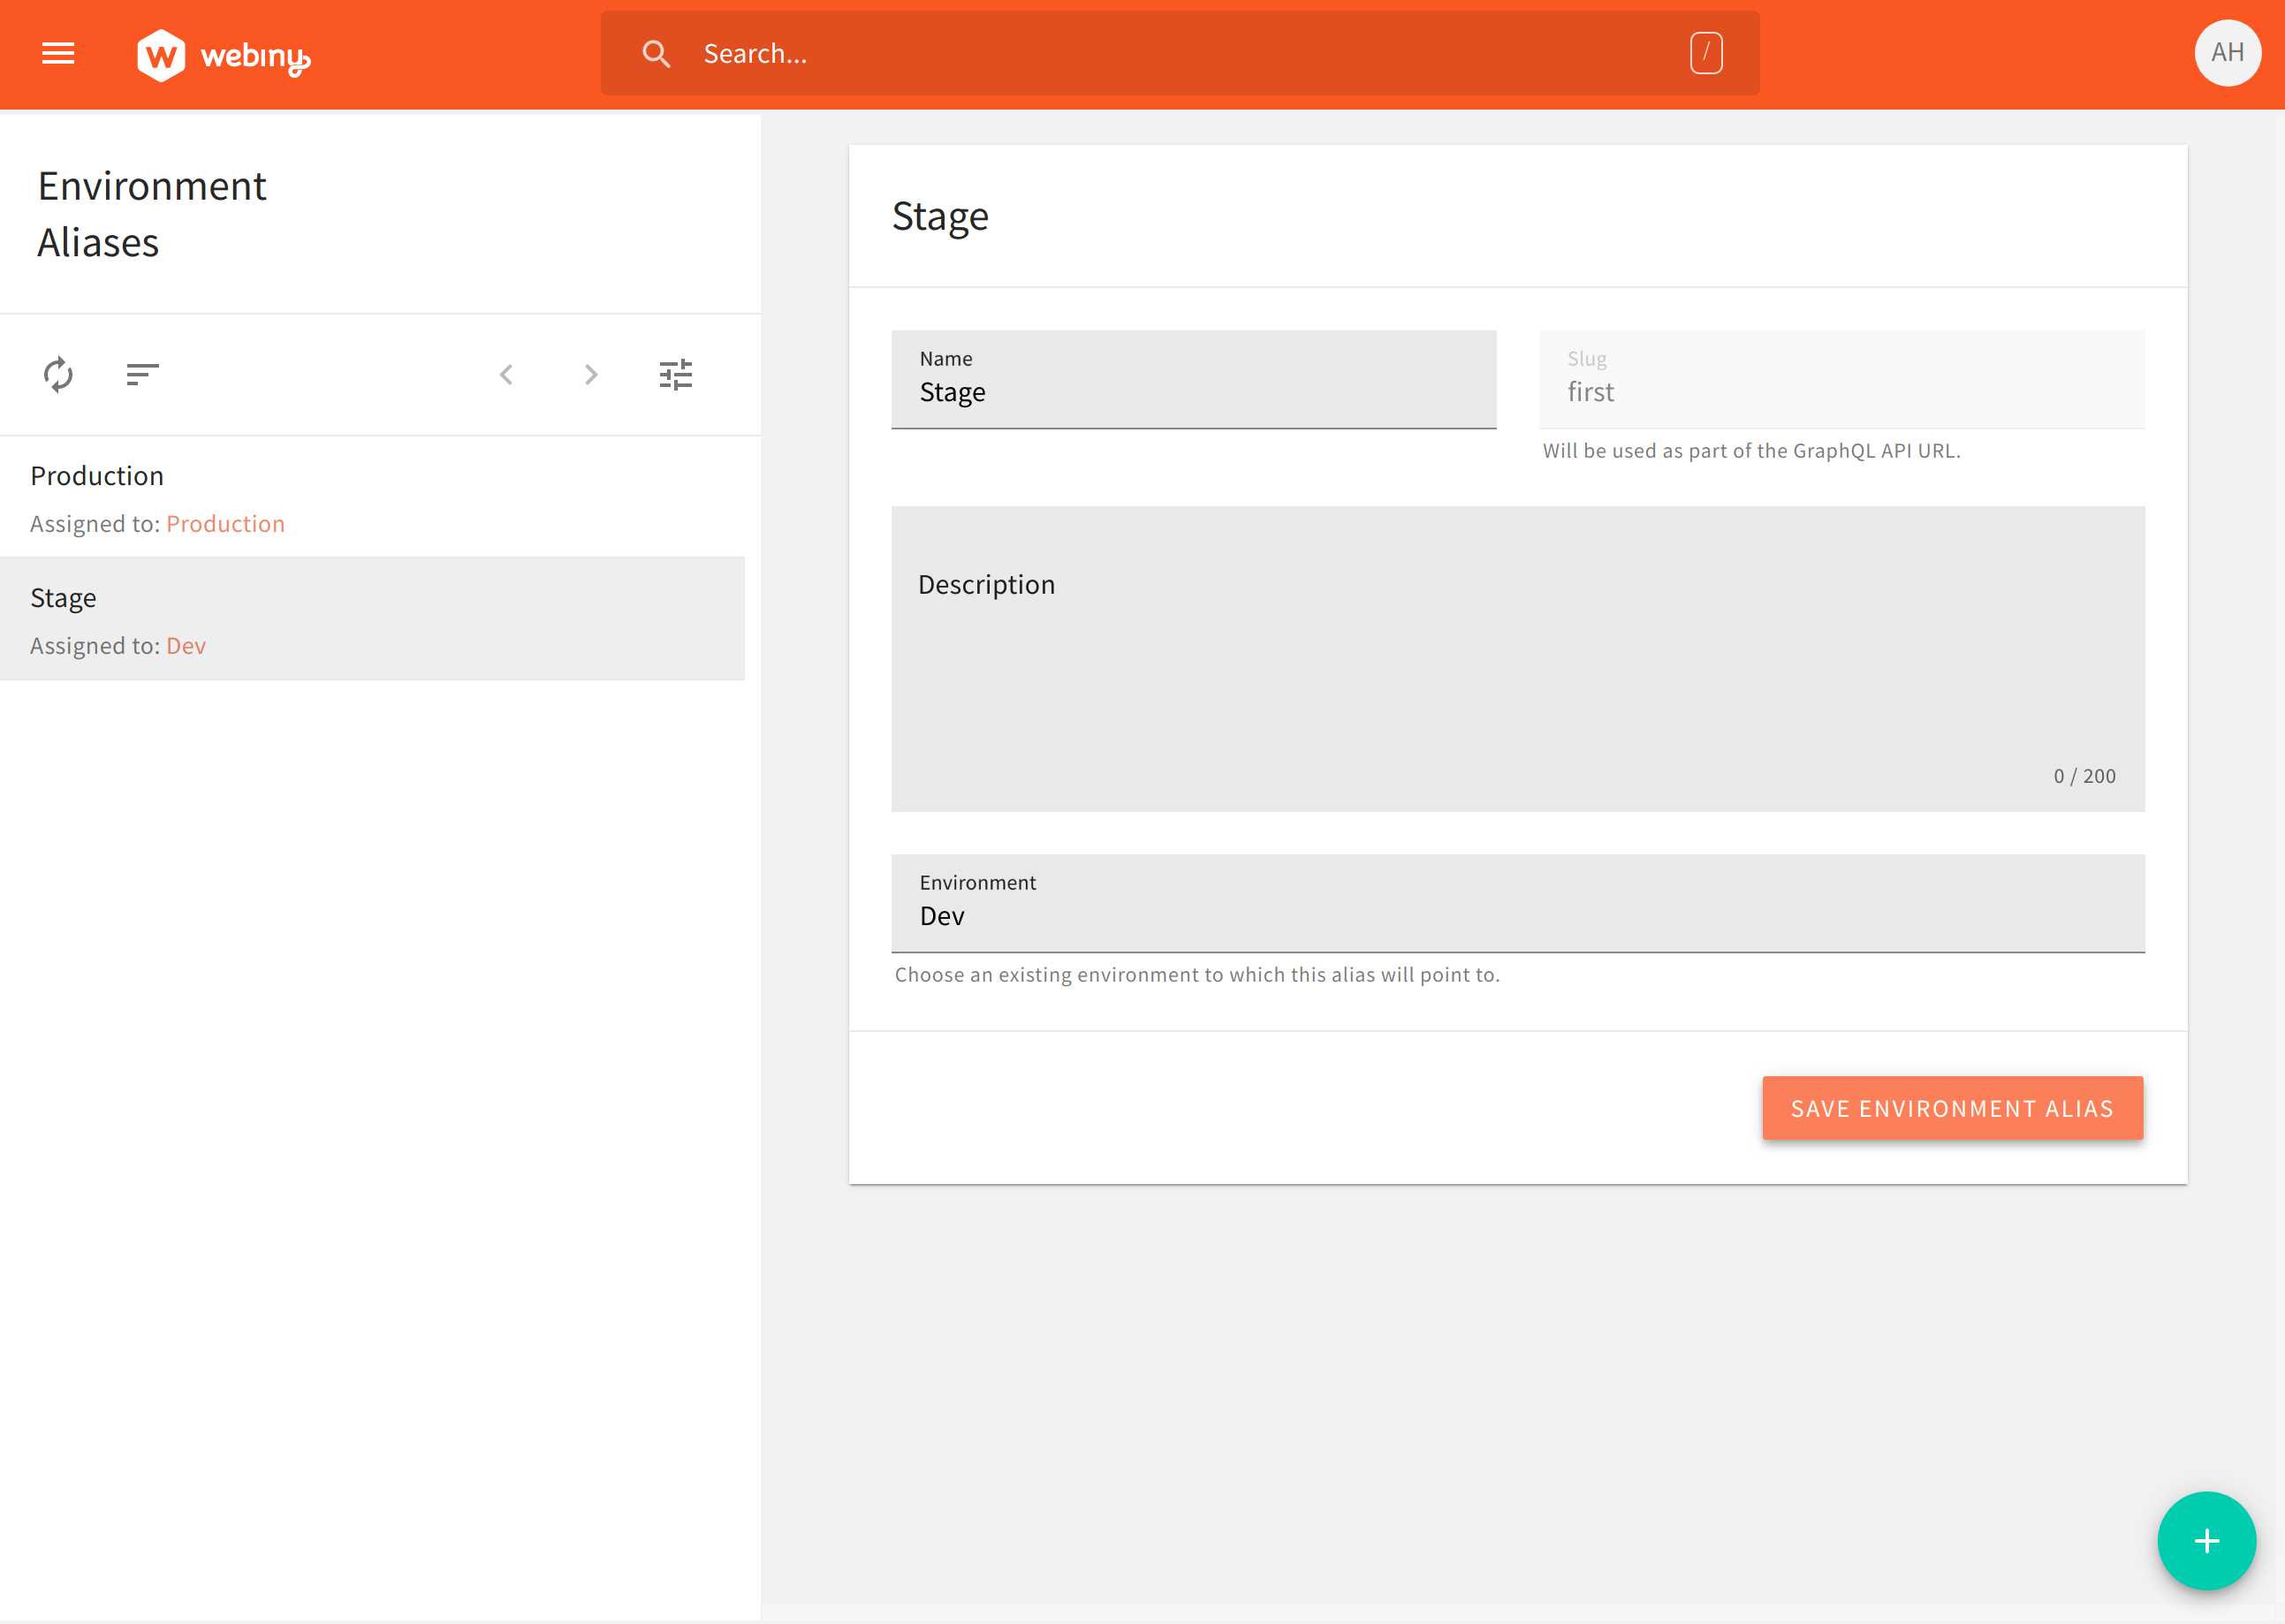 webiny
Search...
/
AH
Environment
Aliases
Production
Assigned to: Production
Stage
Assigned to: Dev
Stage
Name
Stage
Slug
first
Will be used as part of the GraphQL API URL.
Description
0 / 200
Environment
Dev
Choose an existing environment to which this alias will point to.
SAVE ENVIRONMENT ALIAS